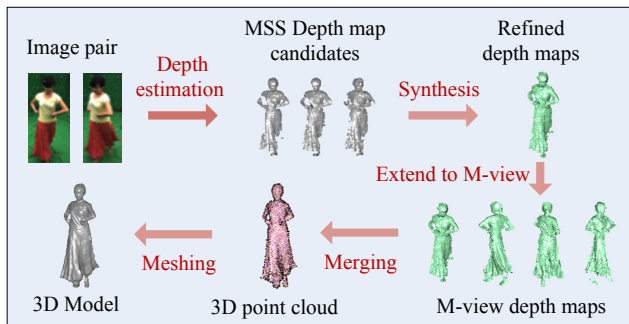 Image pair
MSS Depth map
candidates
Refined
depth maps
Depth
estimation
Synthesis
Extend to M-view
Meshing
Merging
3D Model
3D point cloud
M-view depth maps